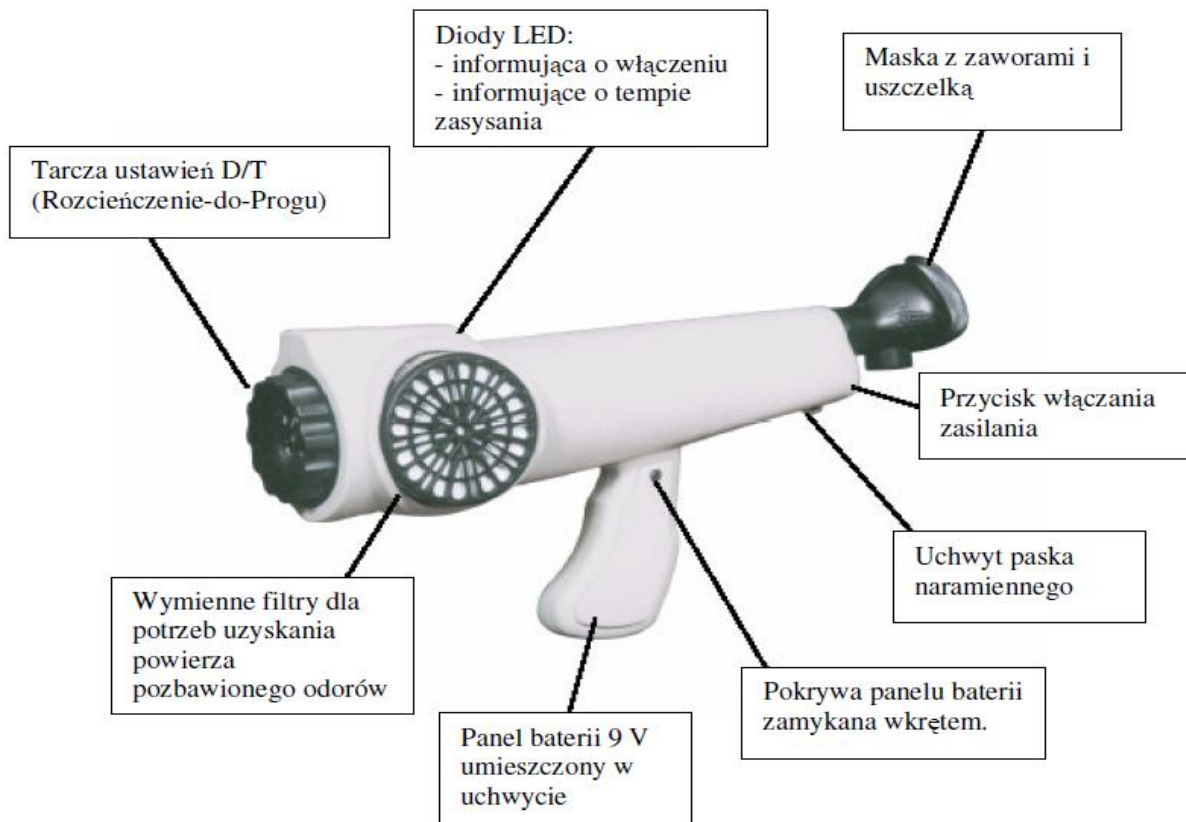 Diody LED:
- informująca o włączeniu
- informujące o tempie
zasysania
Maska z zaworami i
uszczelką
Tarcza ustawień D/T
(Rozcieńczenie-do-Progu)
Przycisk włączania
zasilania
Uchwyt paska
naramiennego
Wymienne filtry dla
potrzeb uzyskania
powierza
pozbawionego odorów
Pokrywa panelu baterii
zamykana wkrętem.
Panel baterii 9 V
umieszczony w
uchwycie